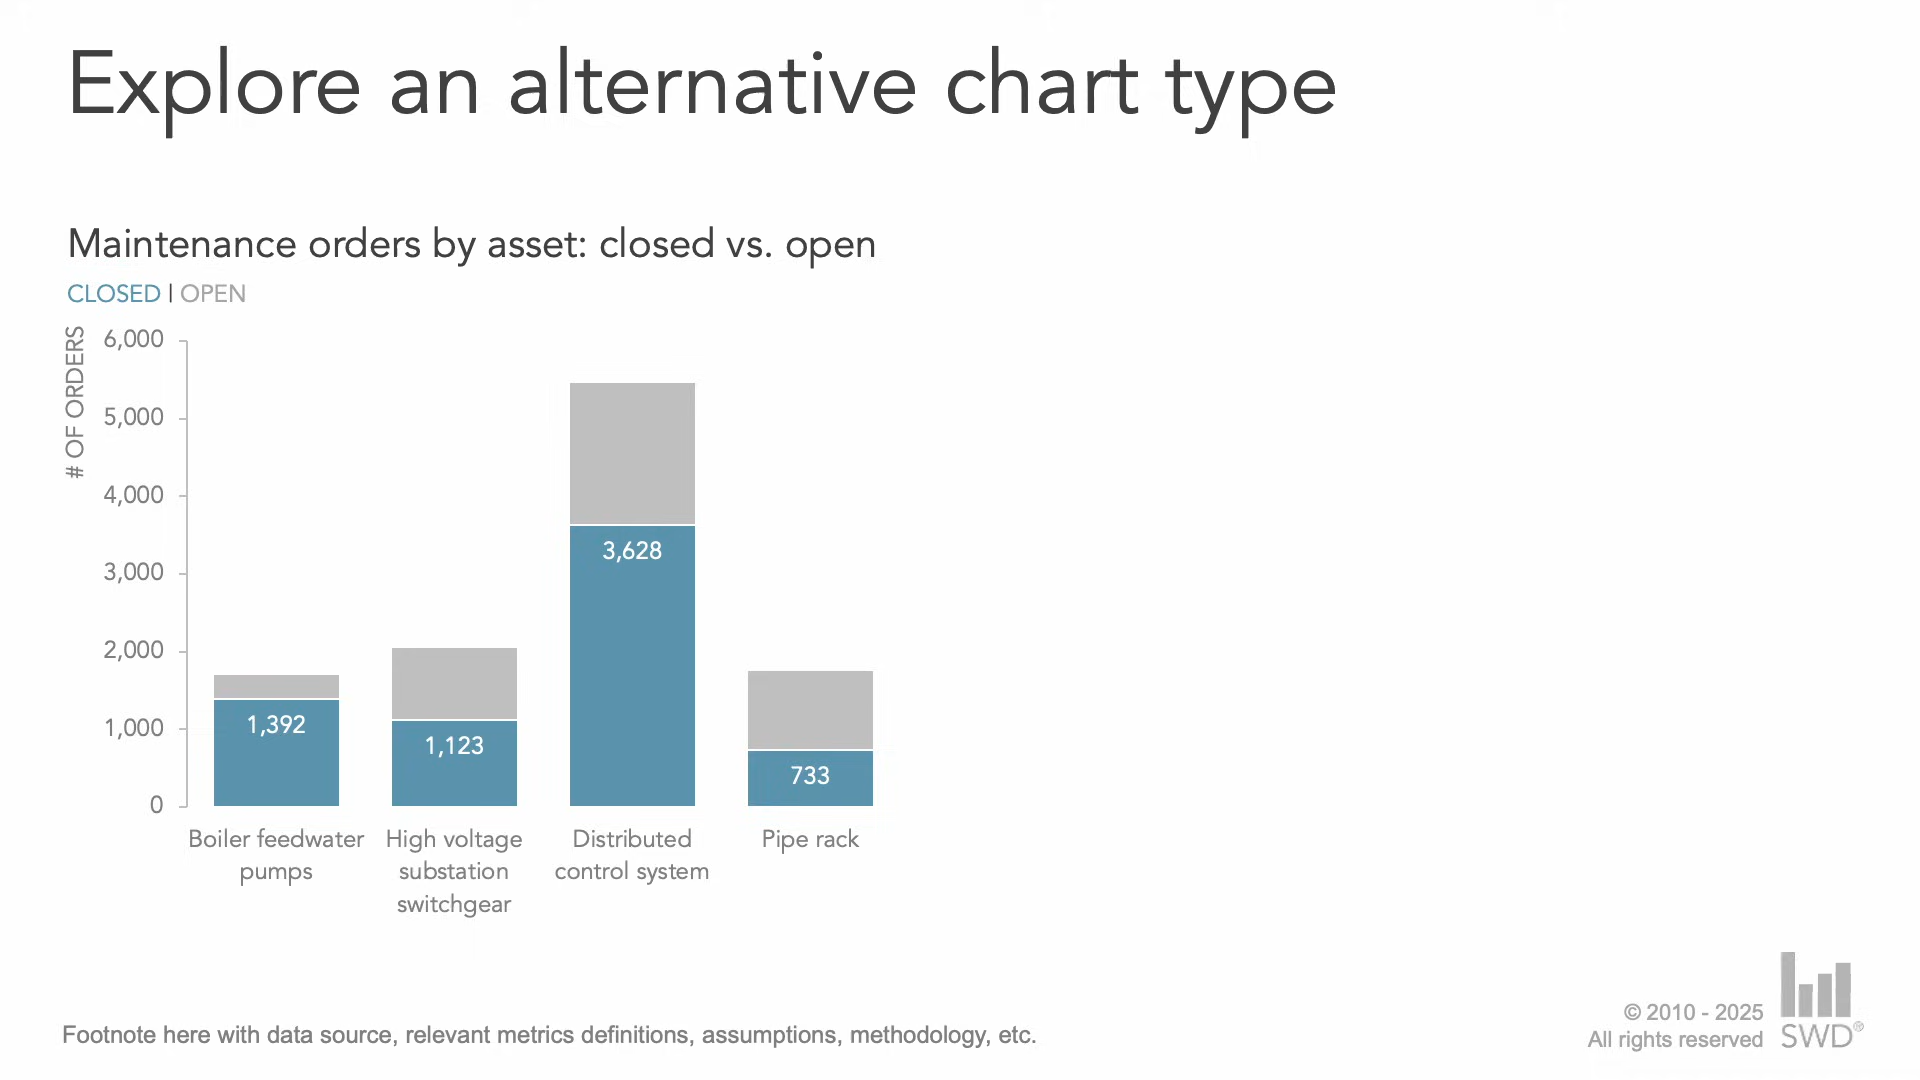 Explore an alternative chart type
Maintenance orders by asset: closed vs. open
CLOSED | OPEN
# OF ORDERS
6,000
5,000
4,000
3,000
2,000
1,000
0
1,392
1,123
3,628
733
Boiler feedwater
pumps
High voltage
substation
switchgear
Distributed
control system
Pipe rack
Footnote here with data source, relevant metrics definitions, assumptions, methodology, etc.
© 2010 - 2025
All rights reserved
SWD®